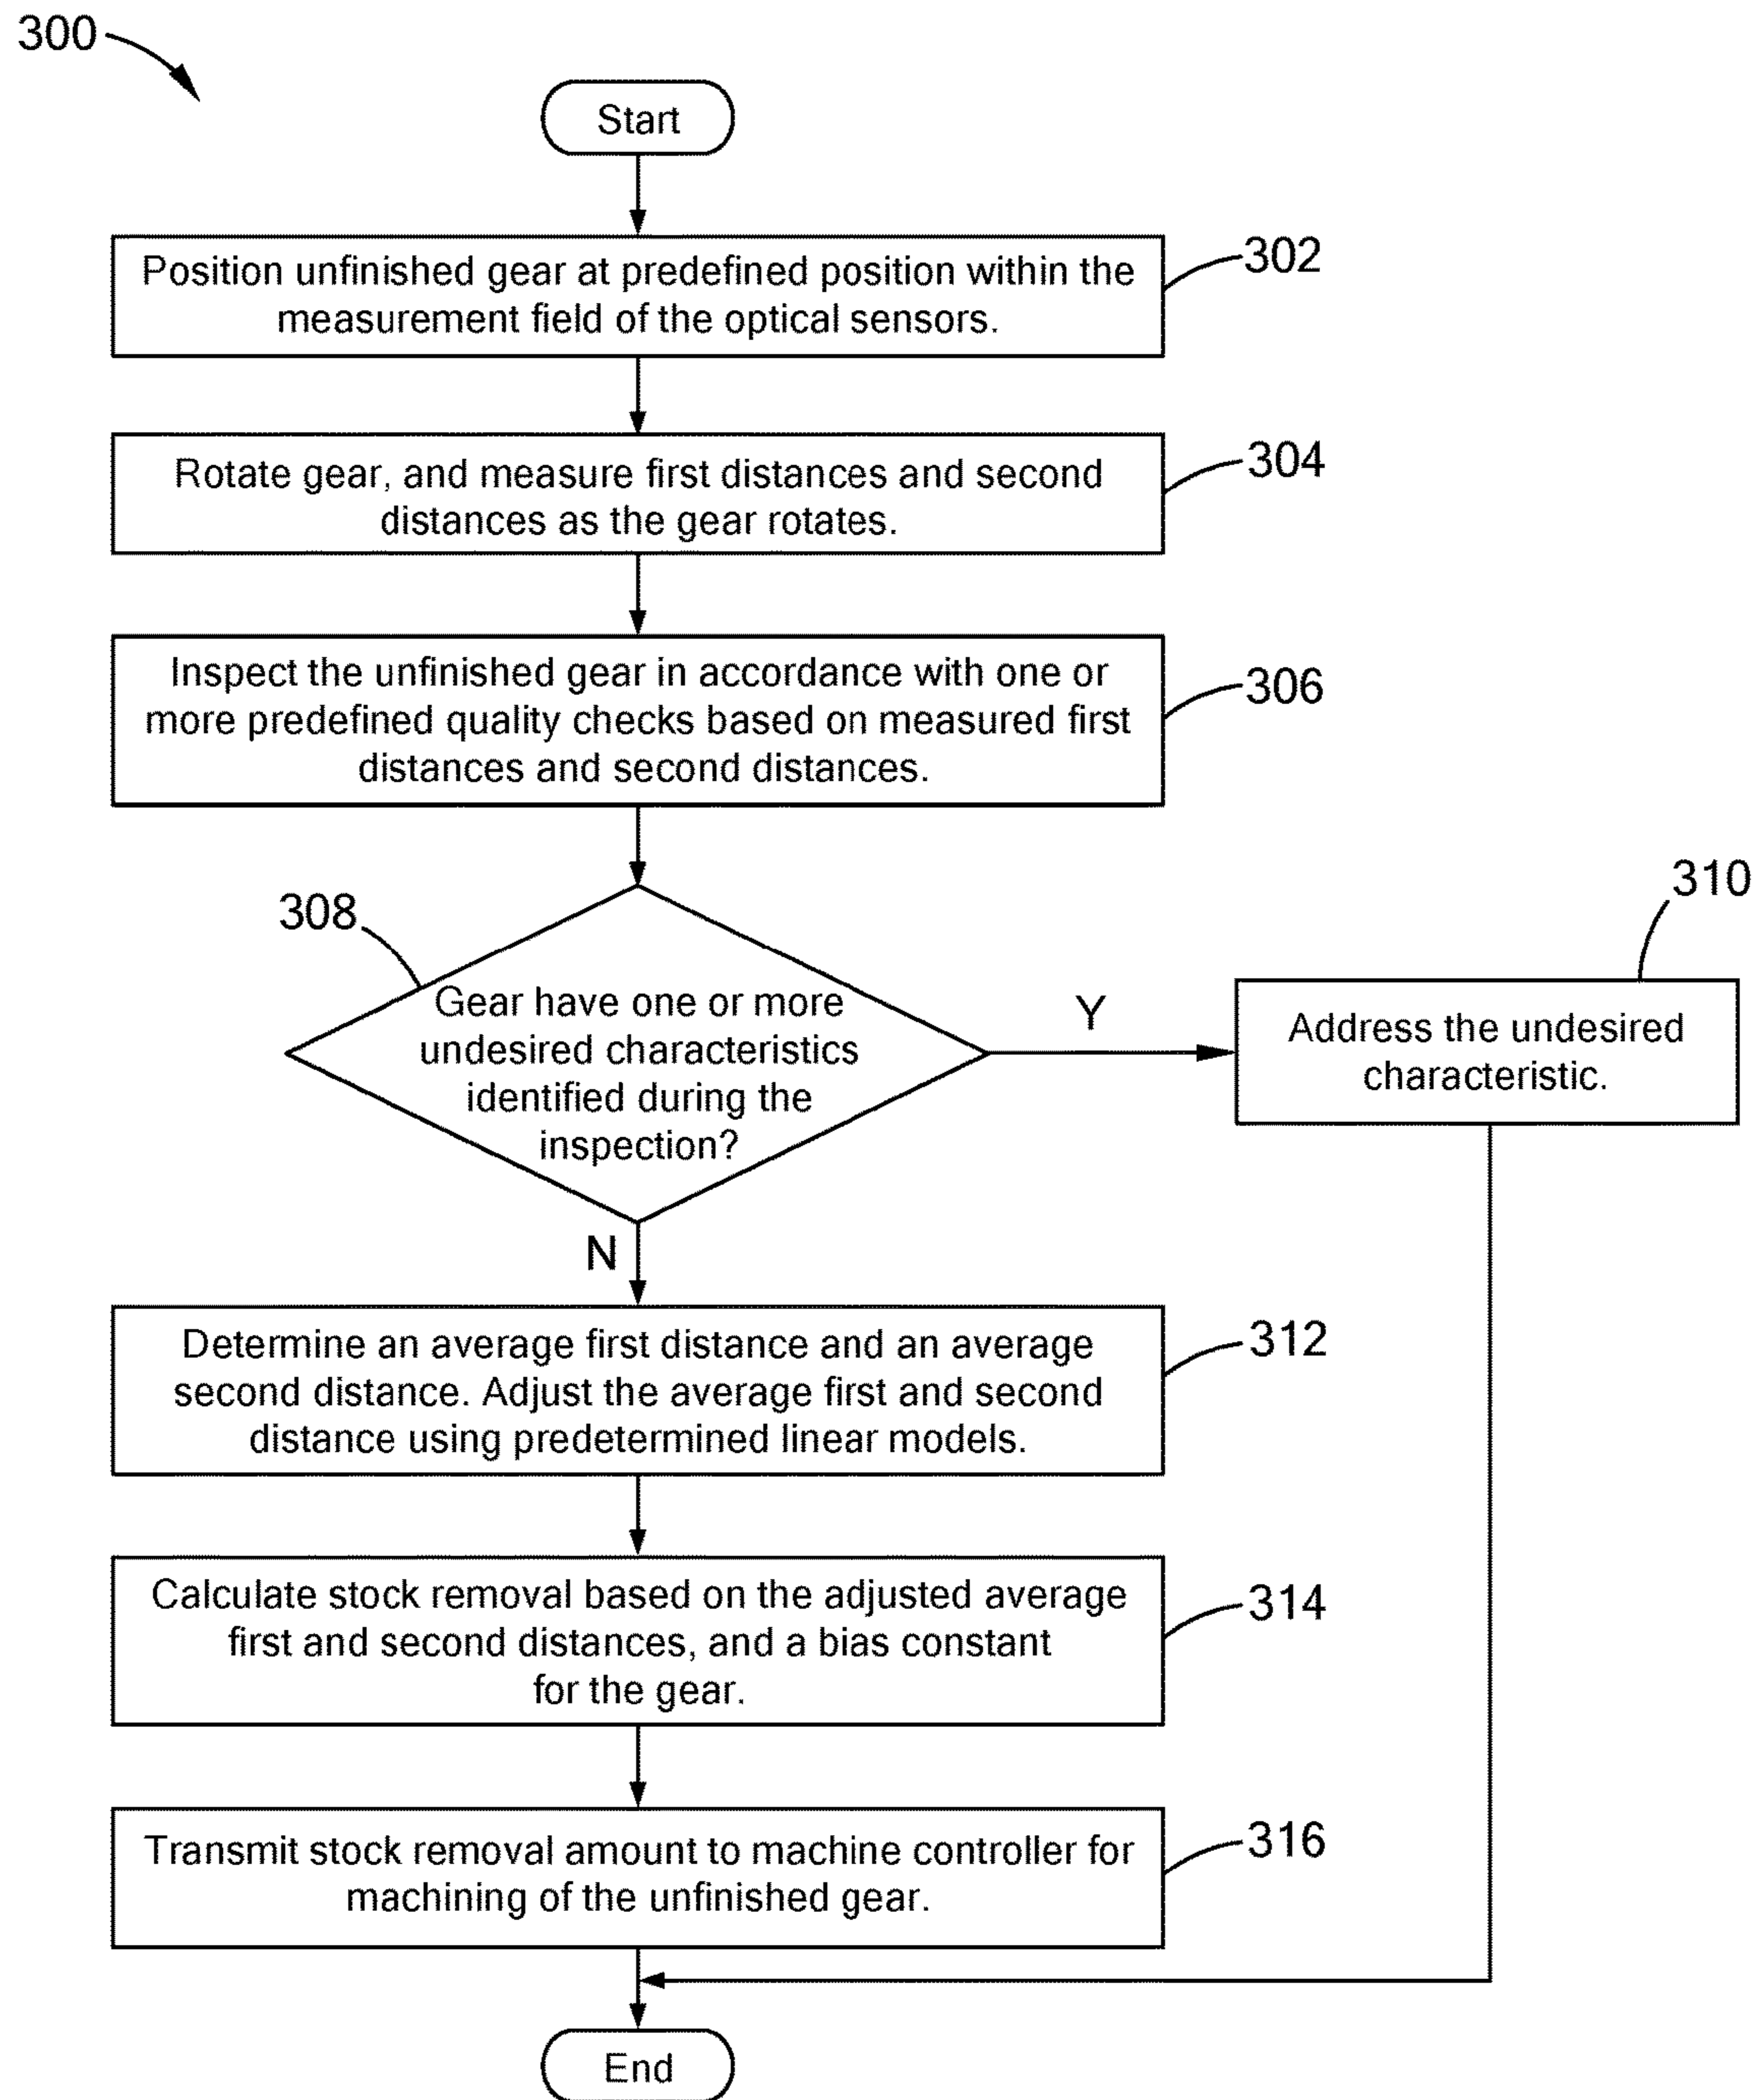 300
Start
Position unfinished gear at predefined position within the
measurement field of the optical sensors.
302
Rotate gear, and measure first distances and second
distances as the gear rotates.
304
Inspect the unfinished gear in accordance with one or
more predefined quality checks based on measured first
distances and second distances.
306
308
Gear have one or more
undesired characteristics
identified during the
inspection?
Y
310
Address the undesired
characteristic.
N
Determine an average first distance and an average
second distance. Adjust the average first and second
distance using predetermined linear models.
312
Calculate stock removal based on the adjusted average
first and second distances, and a bias constant
for the gear.
314
Transmit stock removal amount to machine controller for
machining of the unfinished gear.
316
End